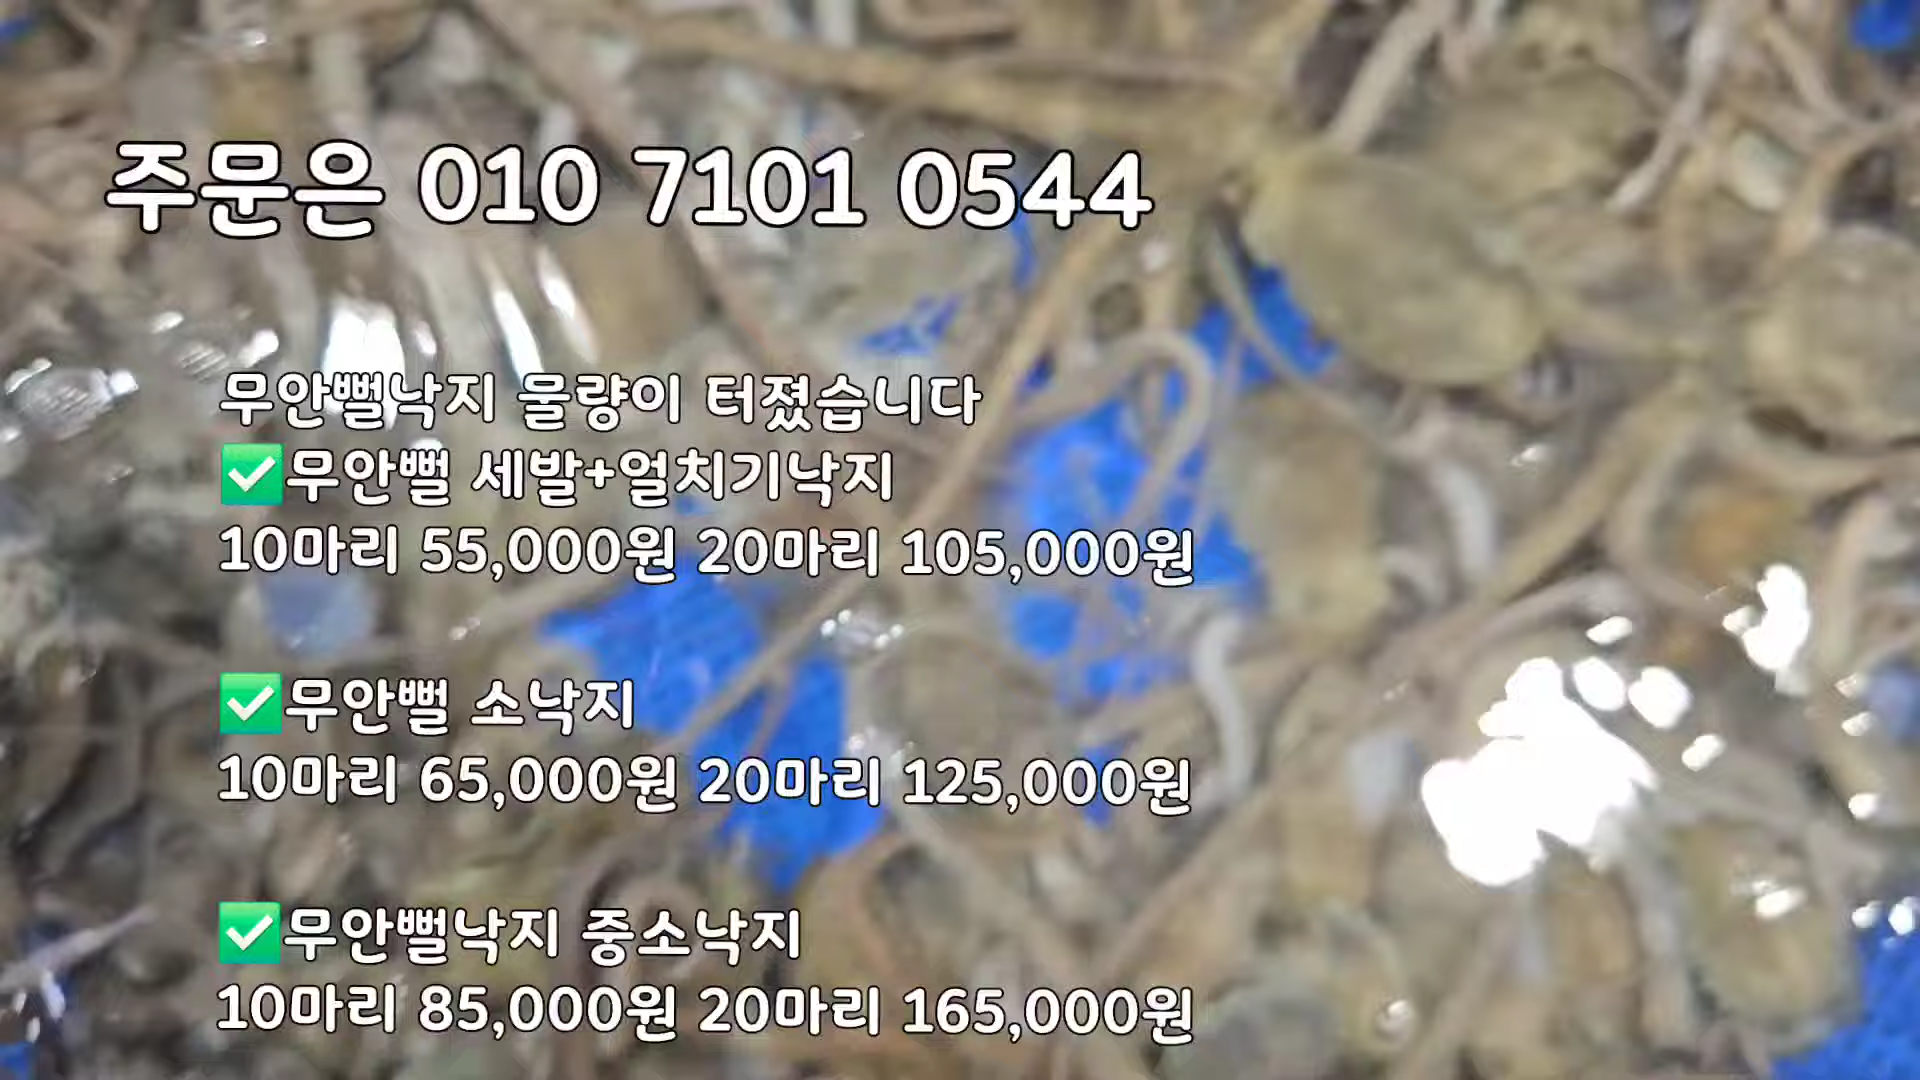 주문은 010 7101 0544
무안뻘낙지 물량이 터졌습니다
✅무안뻘 세발+얼치기낙지
10마리 55,000원 20마리 105,000원
✅무안뻘 소낙지
10마리 65,000원 20마리 125,000원
✅무안뻘낙지 중소낙지
10마리 85,000원 20마리 165,000원